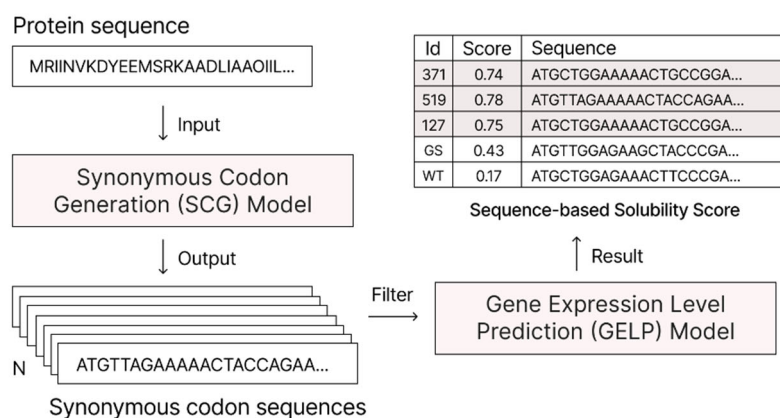 Protein sequence
MRIINVKDYEEMSRKAADLIAAOIIL...
Input
Synonymous Codon
Generation (SCG) Model
Output
N
ATGTTAGAAAAACTACCAGAA...
Synonymous codon sequences
Filter
Gene Expression Level
Prediction (GELP) Model
Result
Sequence-based Solubility Score
Id Score Sequence
371 0.74 ATGCTGGAAAAACTGCCGGA...
519 0.78 ATGTTAGAAAAACTACCAGAA...
127 0.75 ATGCTGGAAAAACTGCCGGA...
GS 0.43 ATGTTGGAGAAGCTACCCGA...
WT 0.17 ATGCTGGAGAAACTTCCCGA...